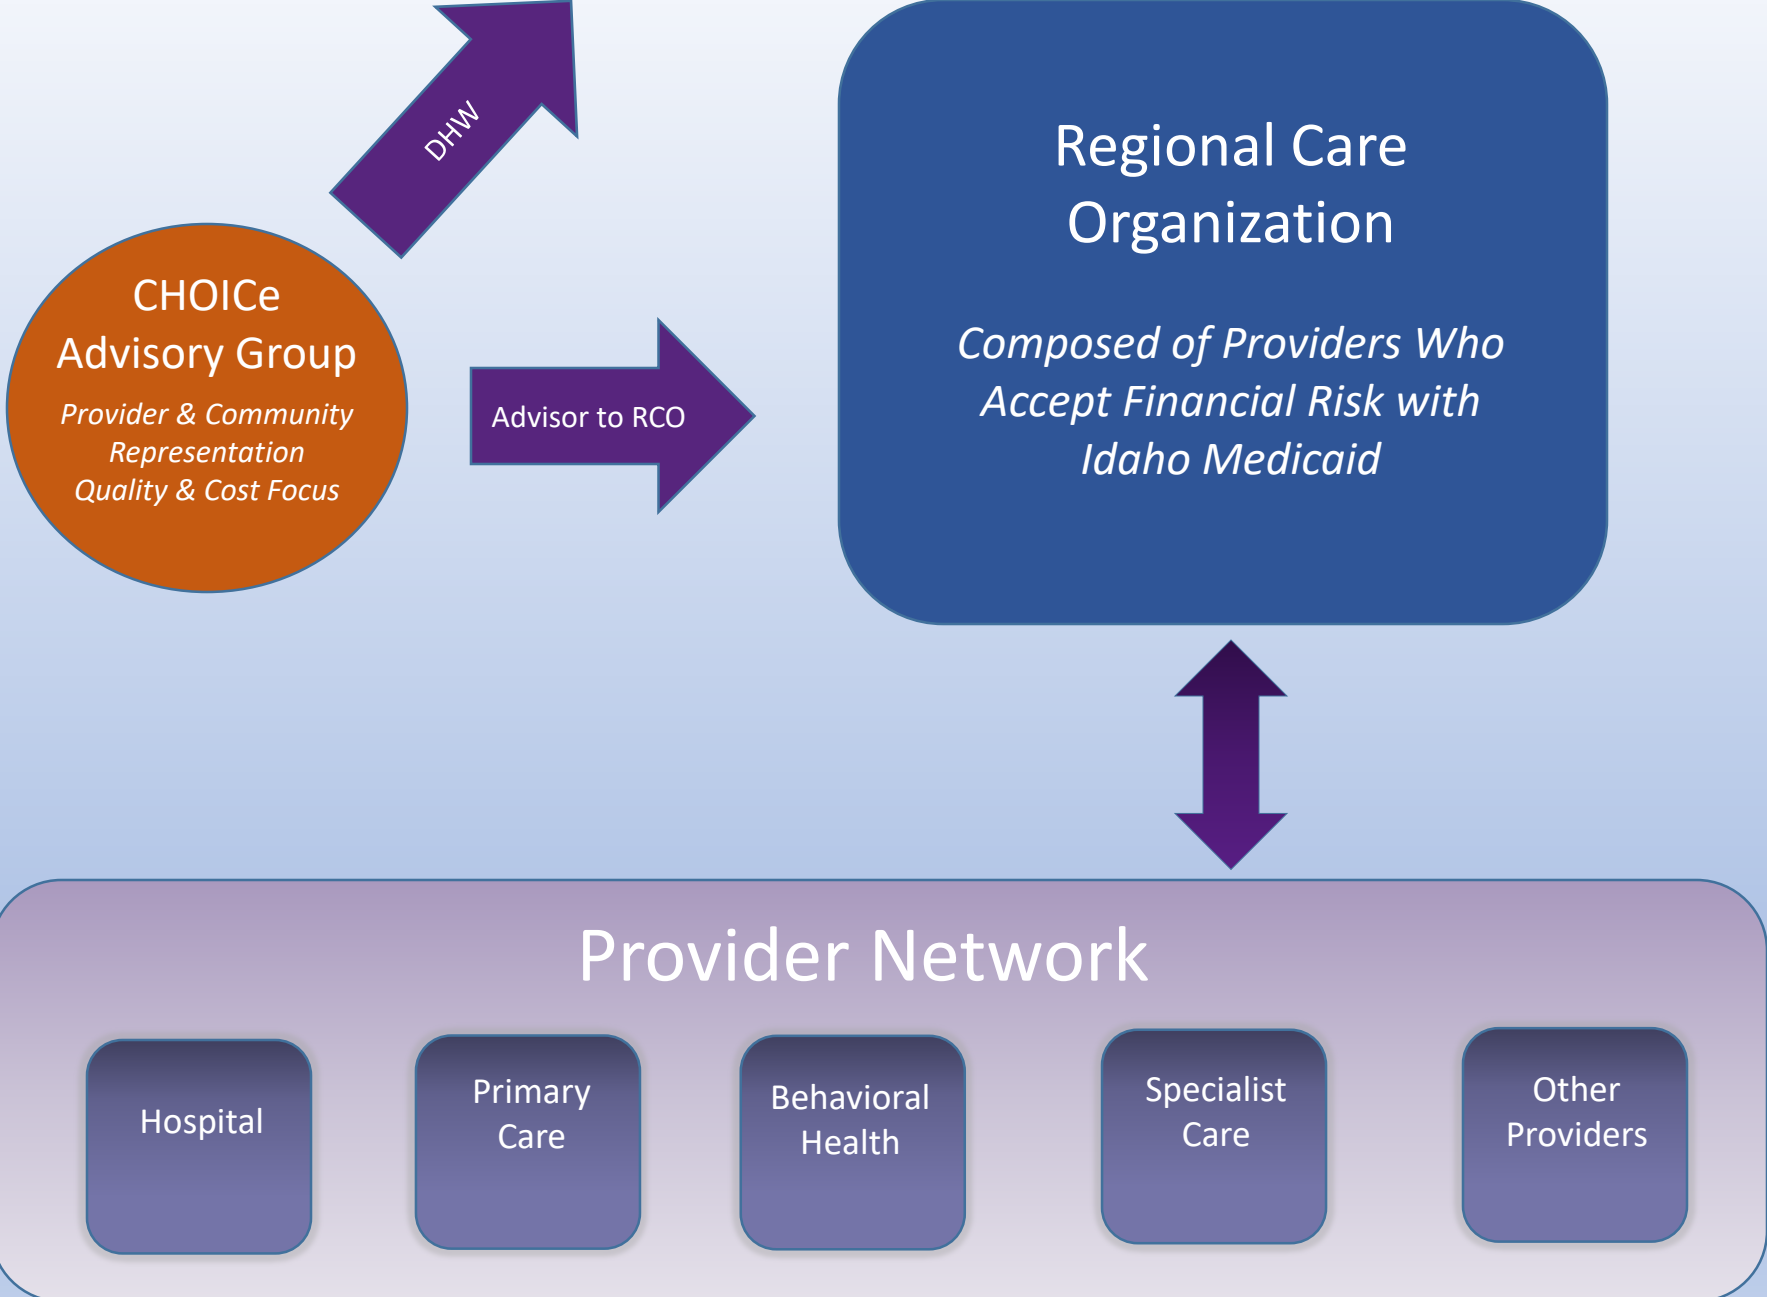 DHW
Regional Care
Organization
Composed of Providers Who
Accept Financial Risk with
Idaho Medicaid
CHOICe
Advisory Group
Provider & Community
Representation
Quality & Cost Focus
Advisor to RCO
Provider Network
Hospital
Primary
Care
Behavioral
Health
Specialist
Care
Other
Providers